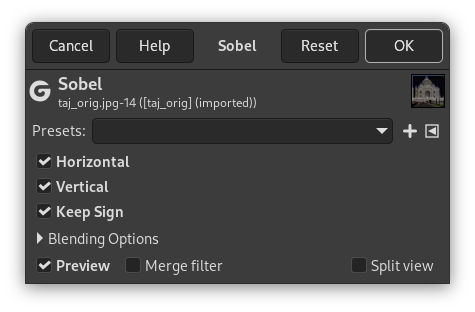 Cancel Help Sobel Reset OK
Sobel
taj_orig.jpg-14 ([taj_orig] (imported))
Presets:
Horizontal
Vertical
Keep Sign
Blending Options
Preview Merge filter Split view